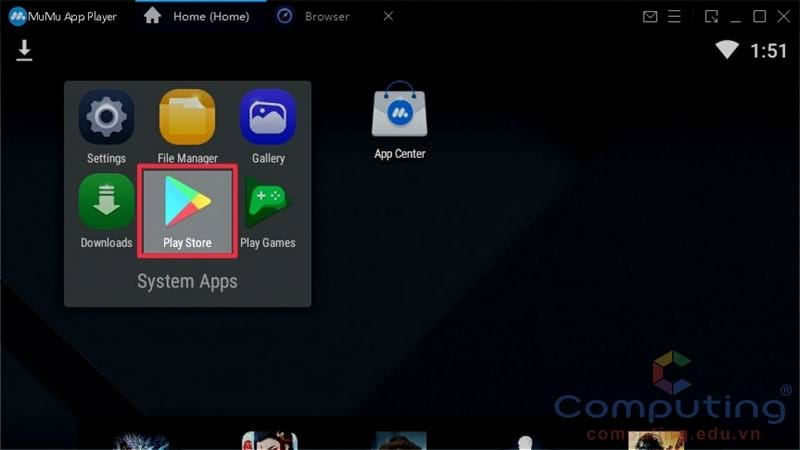 MuMu App Player
Home (Home)
Browser
1:51
Settings
File Manager
Gallery
App Center
Downloads
Play Store
Play Games
System Apps
Computing®
computing.edu.vn